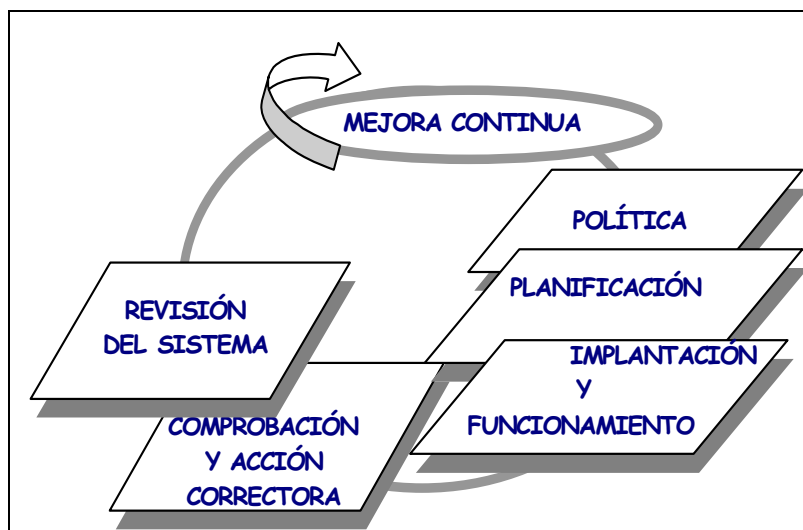 MEJORA CONTINUA
POLÍTICA
PLANIFICACIÓN
IMPLANTACIÓN
Y
FUNCIONAMIENTO
COMPROBACIÓN
Y ACCIÓN
CORRECTORA
REVISIÓN
DEL SISTEMA